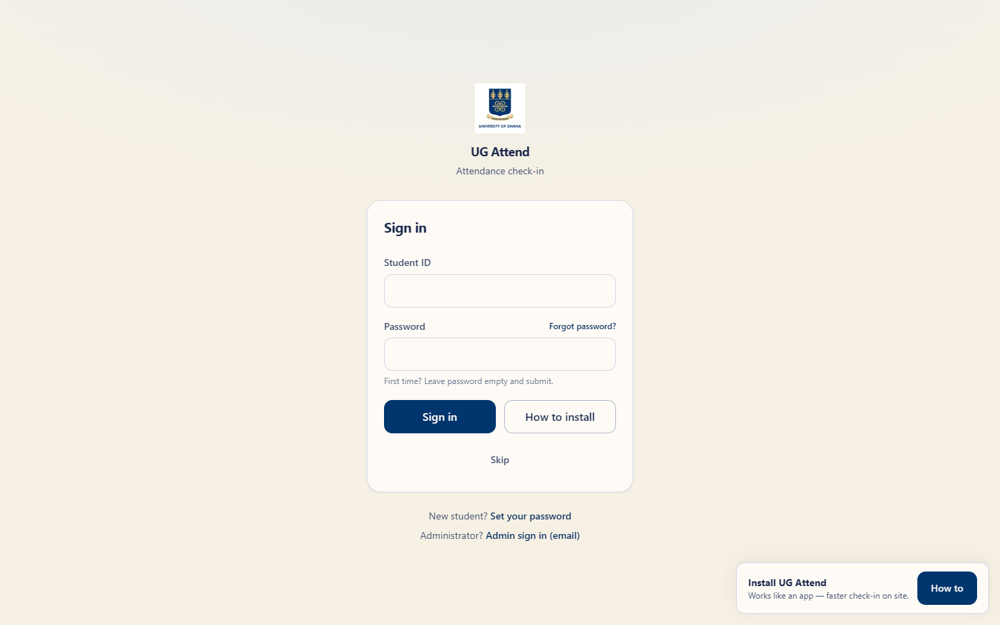 UNIVERSITY OF GHANA
UG Attend
Attendance check-in
Sign in
Student ID
Password
Forgot password?
First time? Leave password empty and submit.
Sign in
How to install
Skip
New student? Set your password
Administrator? Admin sign in (email)
Install UG Attend
Works like an app — faster check-in on site.
How to